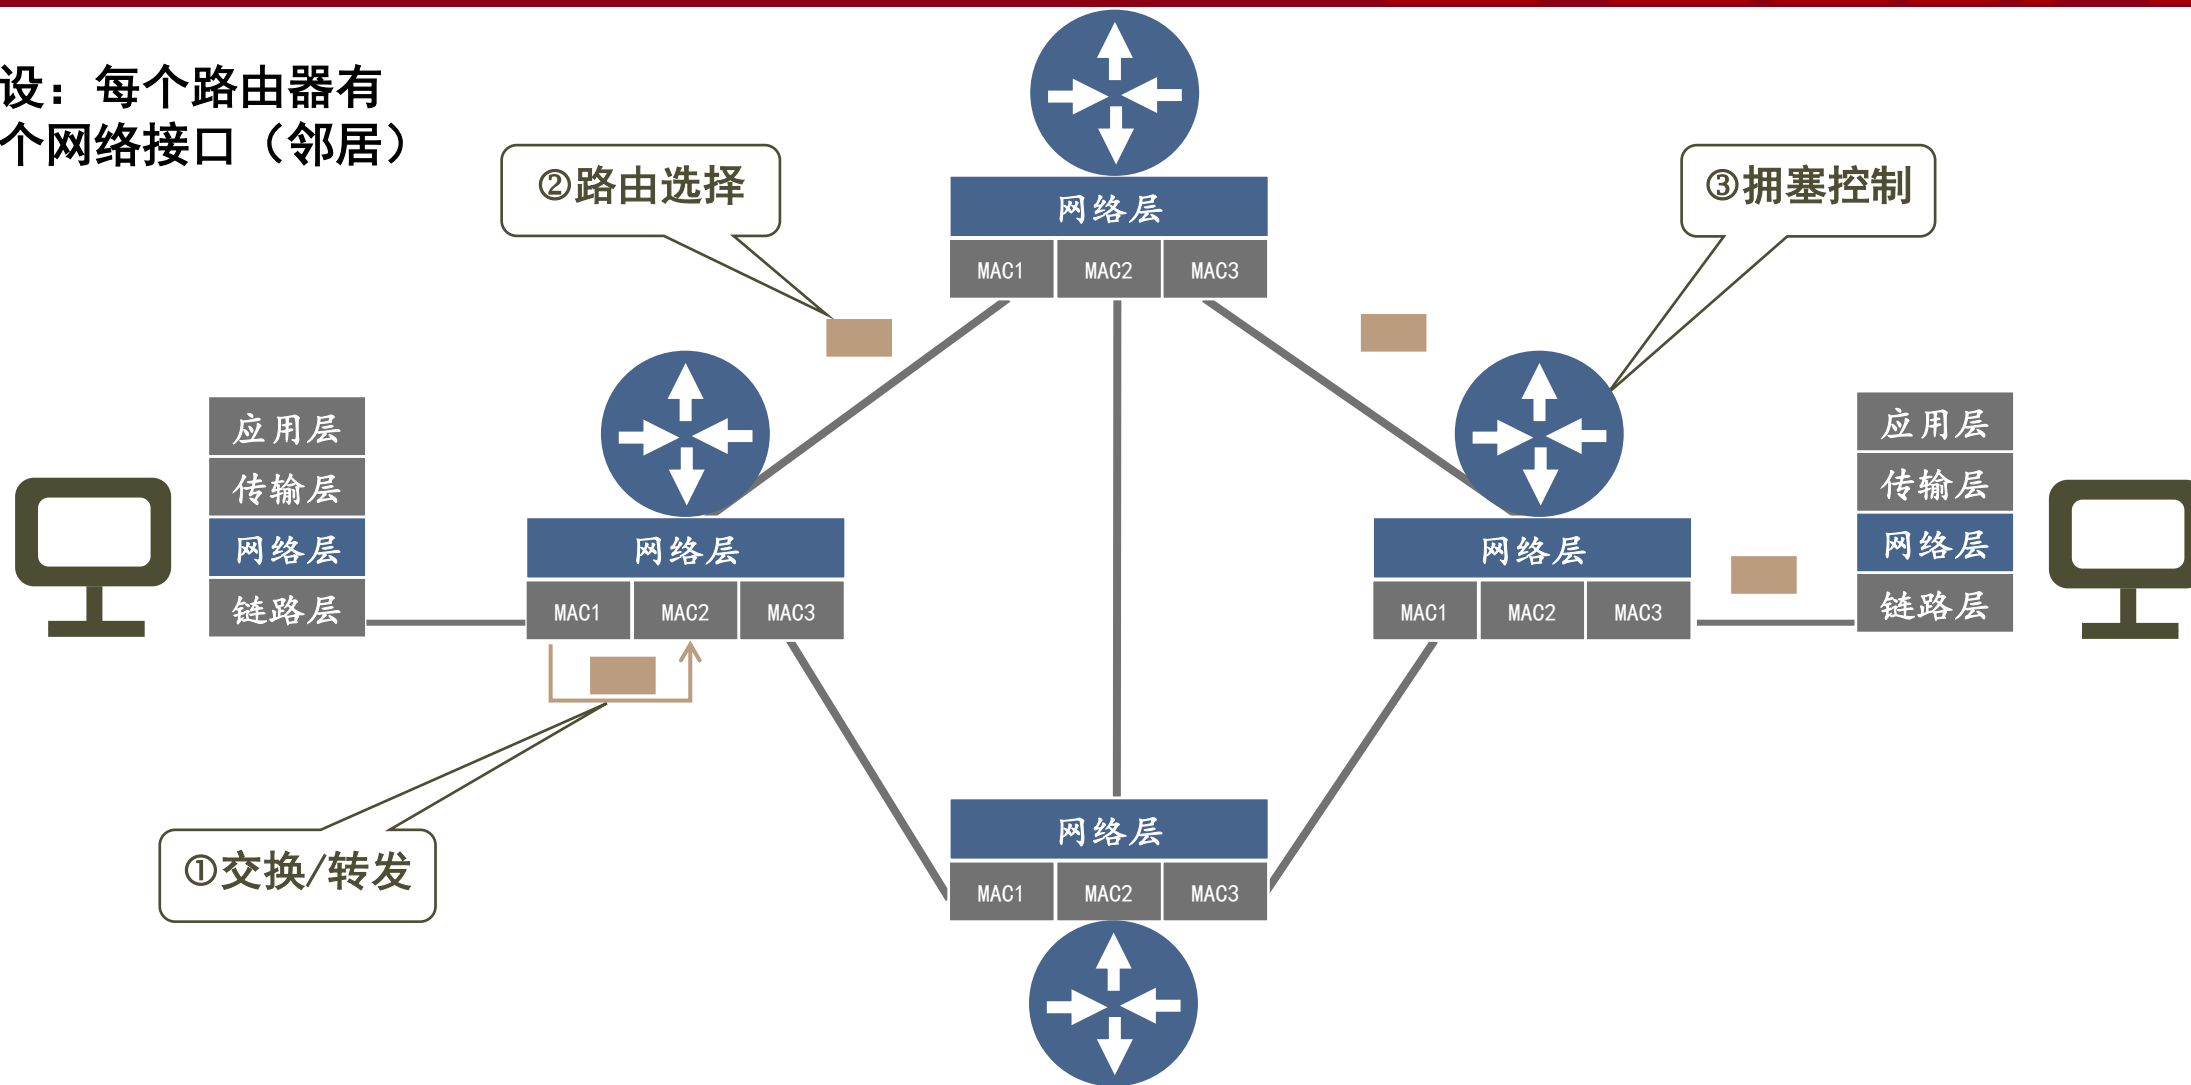 设：每个路由器有
个网络接口（邻居）
②路由选择
③拥塞控制
网络层
MAC1 MAC2 MAC3
应用层
传输层
网络层
链路层
网络层
MAC1 MAC2 MAC3
网络层
MAC1 MAC2 MAC3
应用层
传输层
网络层
链路层
①交换/转发
网络层
MAC1 MAC2 MAC3